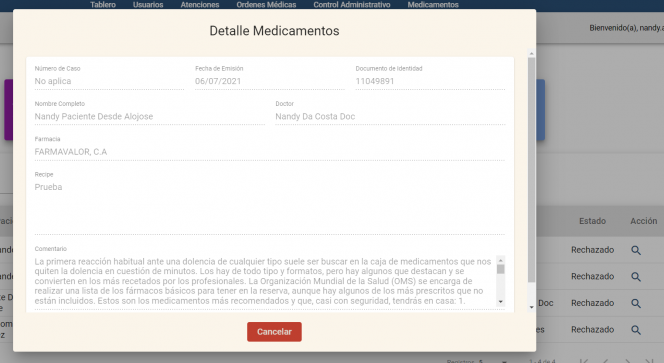 Tablero Usuarios Atenciones Ordenes Médicas Control Administrativo Medicamentos
Bienvenido(a), nandy.
Detalle Medicamentos
Número de Caso Fecha de Emisión Documento de Identidad
No aplica 06/07/2021 11049891
Nombre Completo Doctor
Nandy Paciente Desde Alojose Nandy Da Costa Doc
Farmacia
FARMAVALOR, C.A
Recipe
Prueba
Comentario
La primera reacción habitual ante una dolencia de cualquier tipo suele ser buscar en la caja de medicamentos que nos
quiten la dolencia en cuestión de minutos. Los hay de todo tipo y formatos, pero hay algunos que destacan y se
convierten en los más recetados por los profesionales. La Organización Mundial de la Salud (OMS) se encarga de
realizar una lista de los fármacos básicos para tener en la reserva, aunque hay algunos de los más prescritos que no
están incluidos. Estos son los medicamentos más recomendados y que, casi con seguridad, tendrás en casa: 1.
Cancelar
Estado Acción
Rechazado
Rechazado
Doc Rechazado
es Rechazado